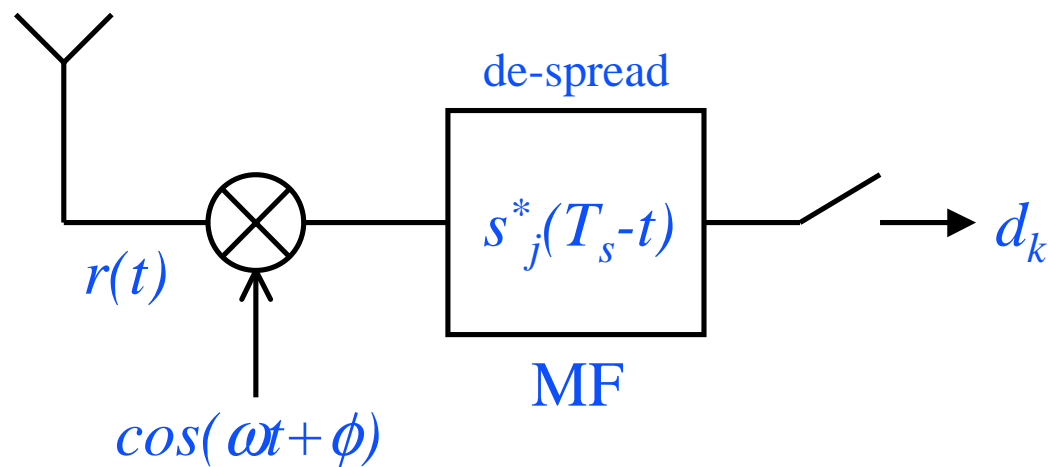 de-spread
s*j(Ts-t)
dk
r(t)
MF
cos(ωt+ϕ)